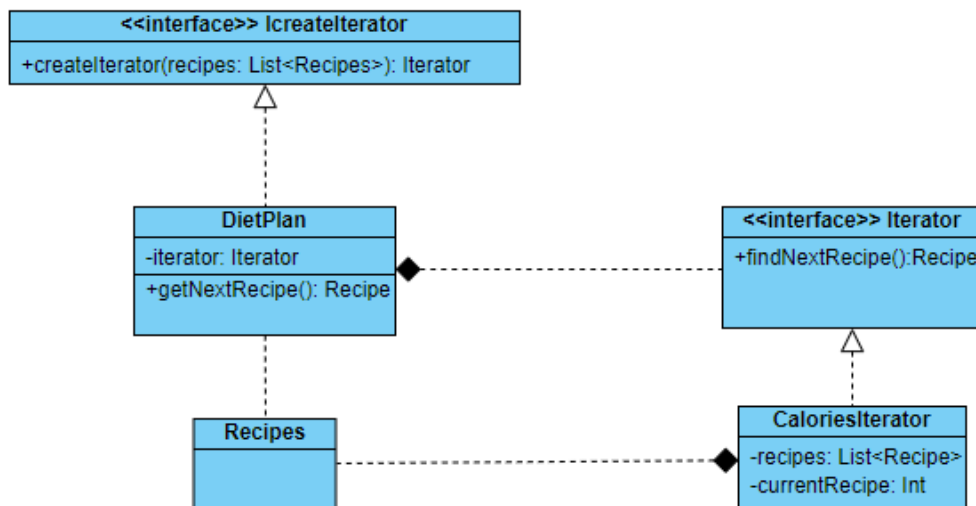 <<interface>> IcreateIterator
+createIterator(recipes: List<Recipes>): Iterator
DietPlan
-iterator: Iterator
+getNextRecipe(): Recipe
<<interface>> Iterator
+findNextRecipe():Recipe
Recipes
CaloriesIterator
-recipes: List<Recipe>
-currentRecipe: Int